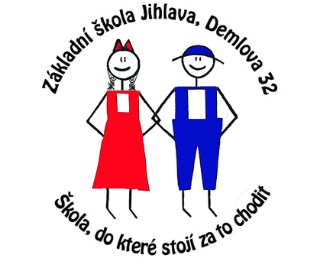 Základní škola Jihlava, Demlova 32
Škola, do které stojí za to chodit